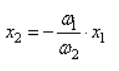 x₂ = −ω₁/ω₂ · x₁